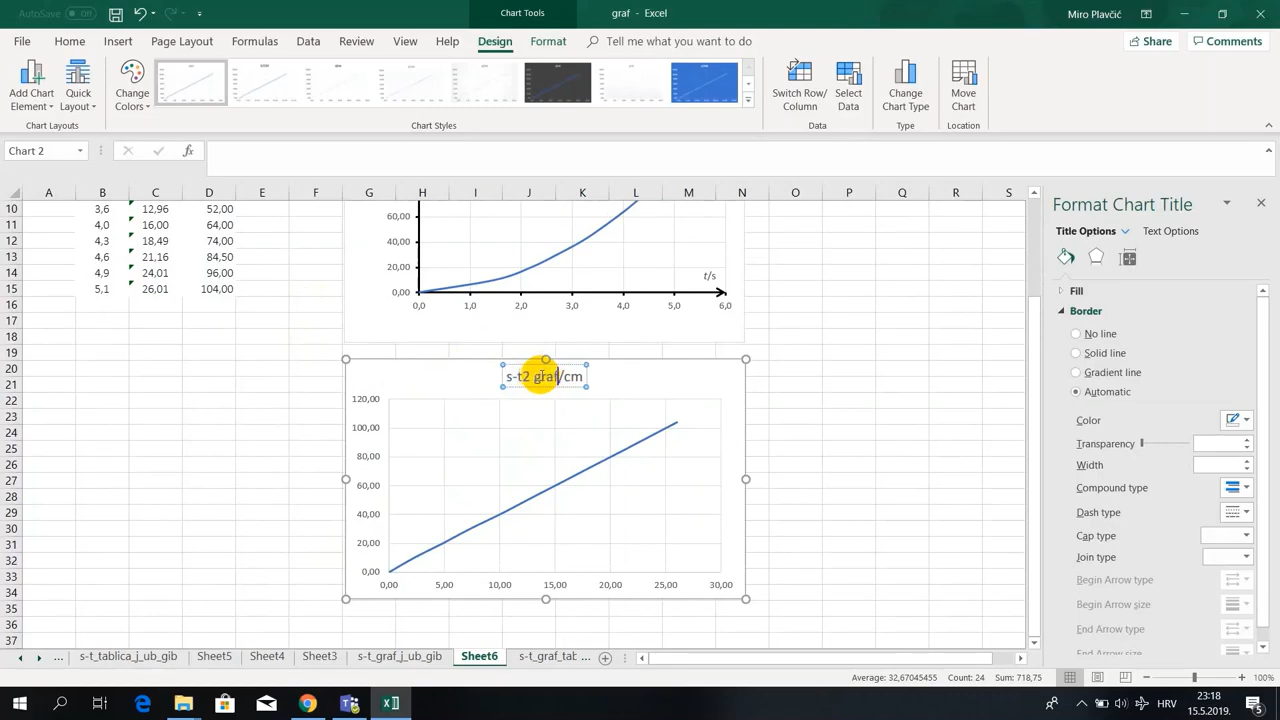 AutoSave Off
Chart Tools
graf - Excel
Miro Plavčić
File Home Insert Page Layout Formulas Data Review View Help Design Format Tell me what you want to do
Share Comments
Add Chart Element
Quick Layout
Change Colors
Switch Row/ Column
Select Data
Change Chart Type
Move Chart
Chart Layouts
Chart Styles
Data
Type
Location
Chart 2
fx
A B C D E F G H I J K L M N O P Q R S
10 3,6 12,96 52,00
11 4,0 16,00 64,00
12 4,3 18,49 74,00
13 4,6 21,16 84,50
14 4,9 24,01 96,00
15 5,1 26,01 104,00
16
17
18
19
20
21
22
23
24
25
26
27
28
29
30
31
32
33
34
35
36
37
60,00
40,00
20,00
0,00
t/s
0,0 1,0 2,0 3,0 4,0 5,0 6,0
s-t2 graf/cm
120,00
100,00
80,00
60,00
40,00
20,00
0,00
0,00 5,00 10,00 15,00 20,00 25,00 30,00
Format Chart Title
Title Options Text Options
Fill
Border
No line
Solid line
Gradient line
Automatic
Color
Transparency
Width
Compound type
Dash type
Cap type
Join type
Begin Arrow type
Begin Arrow size
End Arrow type
End Arrow size
... s-t_tablica_j_ub_gib Sheet5 Sheet4 Sheet3 s-t_graf_j_ub_gib Sheet6 s-t_graf_tab ...
Average: 32,67045455 Count: 24 Sum: 718,75
100%
HRV
23:18
15.5.2019.
5